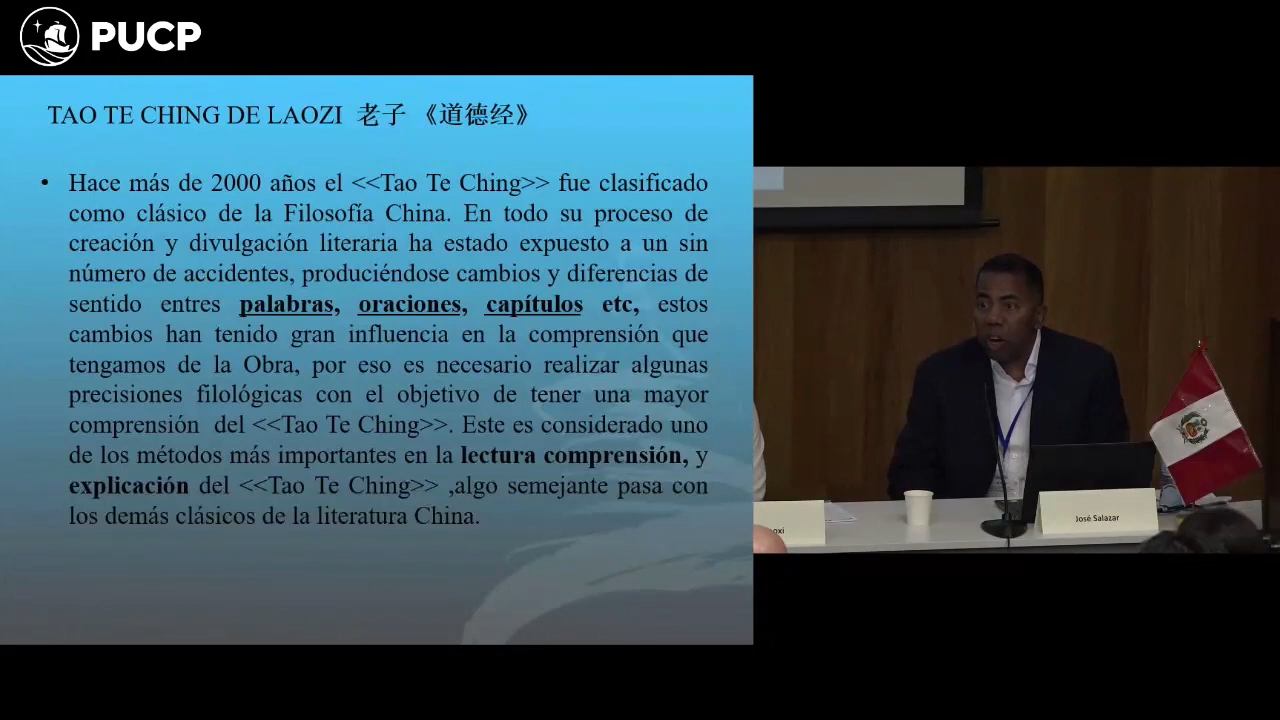 PUCP
TAO TE CHING DE LAOZI 老子 《道德经》
• Hace más de 2000 años el <<Tao Te Ching>> fue clasificado
como clásico de la Filosofía China. En todo su proceso de
creación y divulgación literaria ha estado expuesto a un sin
número de accidentes, produciéndose cambios y diferencias de
sentido entres palabras, oraciones, capítulos etc, estos
cambios han tenido gran influencia en la comprensión que
tengamos de la Obra, por eso es necesario realizar algunas
precisiones filológicas con el objetivo de tener una mayor
comprensión del <<Tao Te Ching>>. Este es considerado uno
de los métodos más importantes en la lectura comprensión, y
explicación del <<Tao Te Ching>> ,algo semejante pasa con
los demás clásicos de la literatura China.
José Salazar